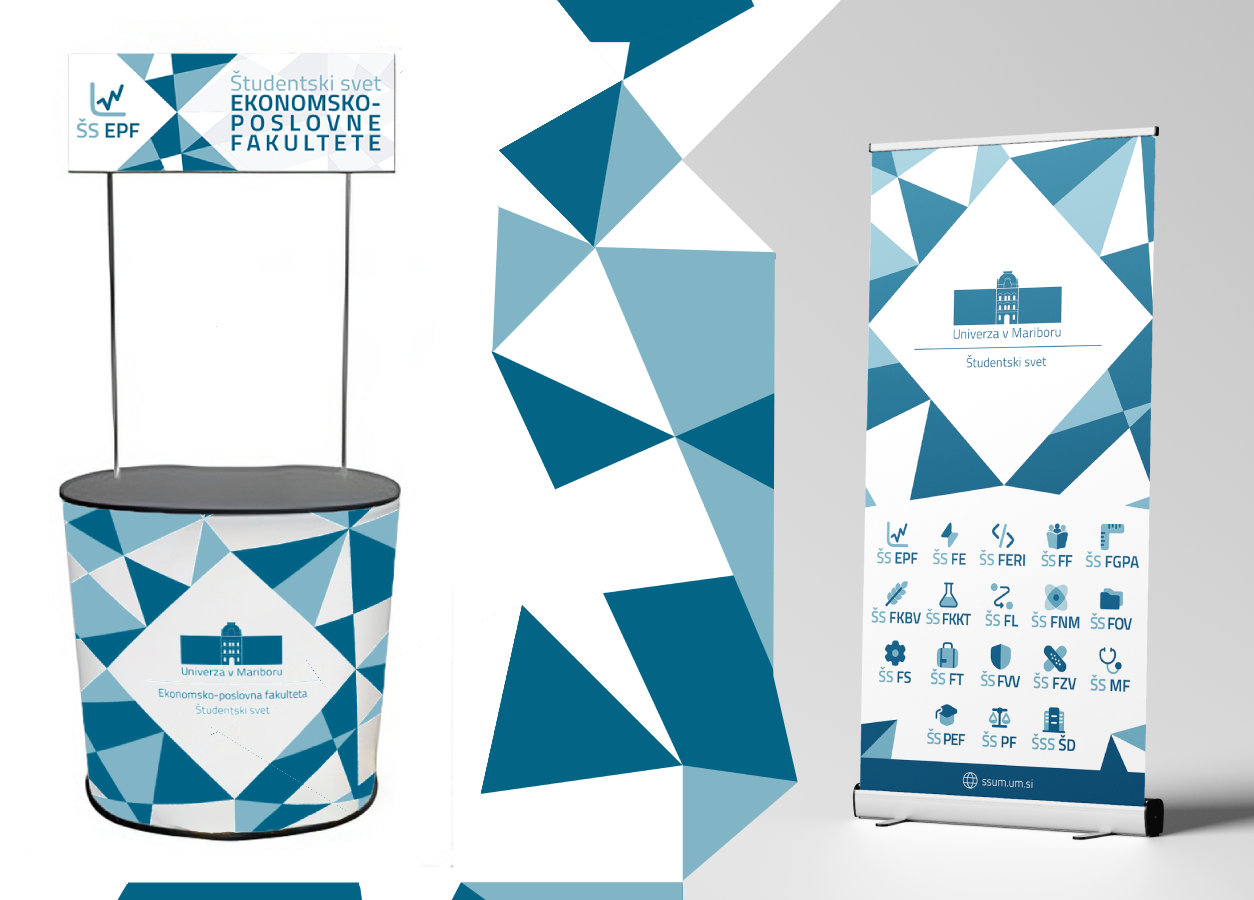 ŠS EPF
Študentski svet
EKONOMSKO-
POSLOVNE
FAKULTETE
Univerza v Mariboru
Ekonomsko-poslovna fakulteta
Študentski svet
Univerza v Mariboru
Študentski svet
ŠS EPF ŠS FE ŠS FERI ŠS FF ŠS FGPA
ŠS FKBV ŠS FKKT ŠS FL ŠS FNM ŠS FOV
ŠS FS ŠS FT ŠS FVV ŠS FZV ŠS MF
ŠS PEF ŠS PF ŠSS ŠD
ssum.um.si